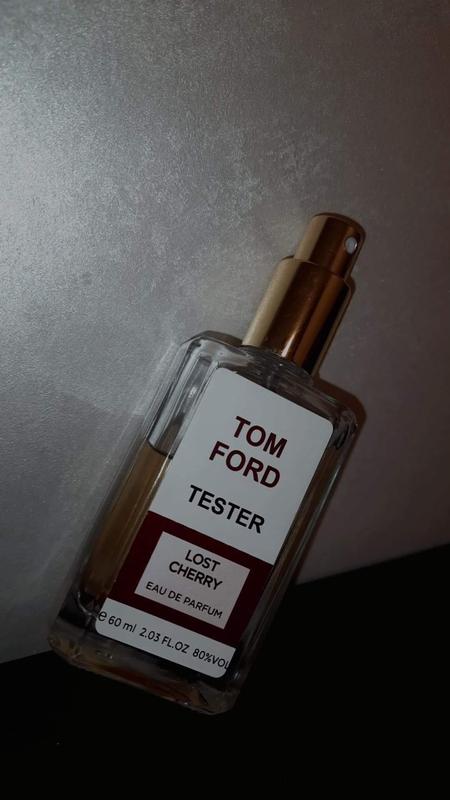 TOM
FORD
TESTER
LOST
CHERRY
EAU DE PARFUM
e 60 ml 2.03 FL.OZ 80%VOL